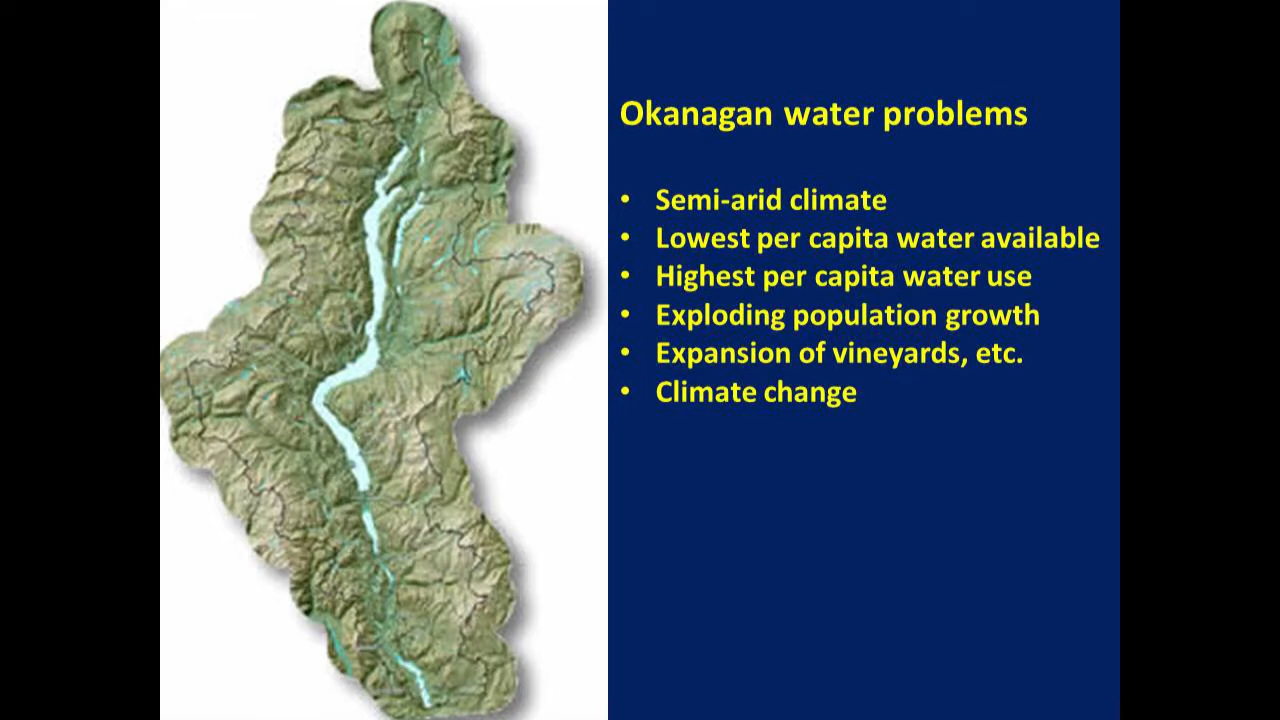 Okanagan water problems
• Semi-arid climate
• Lowest per capita water available
• Highest per capita water use
• Exploding population growth
• Expansion of vineyards, etc.
• Climate change